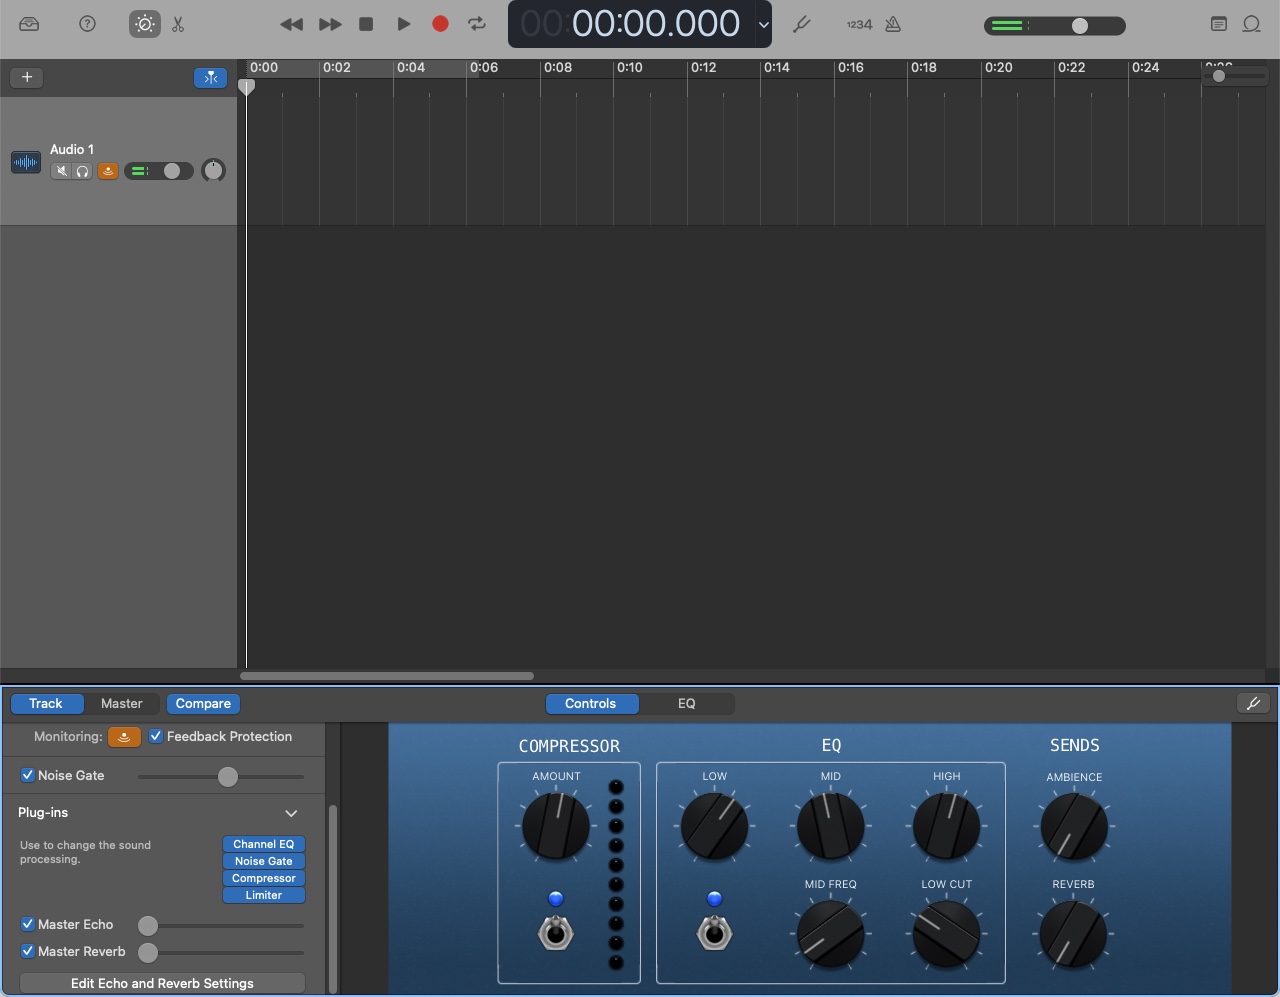 00:00:00.000
1234
0:00 0:02 0:04 0:06 0:08 0:10 0:12 0:14 0:16 0:18 0:20 0:22 0:24
Audio 1
Track Master Compare Controls EQ
Monitoring: Feedback Protection
Noise Gate
Plug-ins
Use to change the sound
processing.
Channel EQ
Noise Gate
Compressor
Limiter
Master Echo
Master Reverb
Edit Echo and Reverb Settings
COMPRESSOR EQ SENDS
AMOUNT LOW MID HIGH AMBIENCE
MID FREQ LOW CUT REVERB